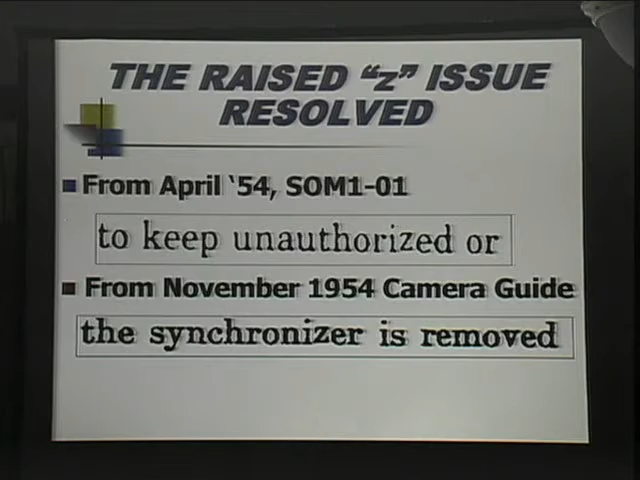 THE RAISED “z” ISSUE
RESOLVED
From April ‘54, SOM1-01
to keep unauthorized or
From November 1954 Camera Guide
the synchronizer is removed